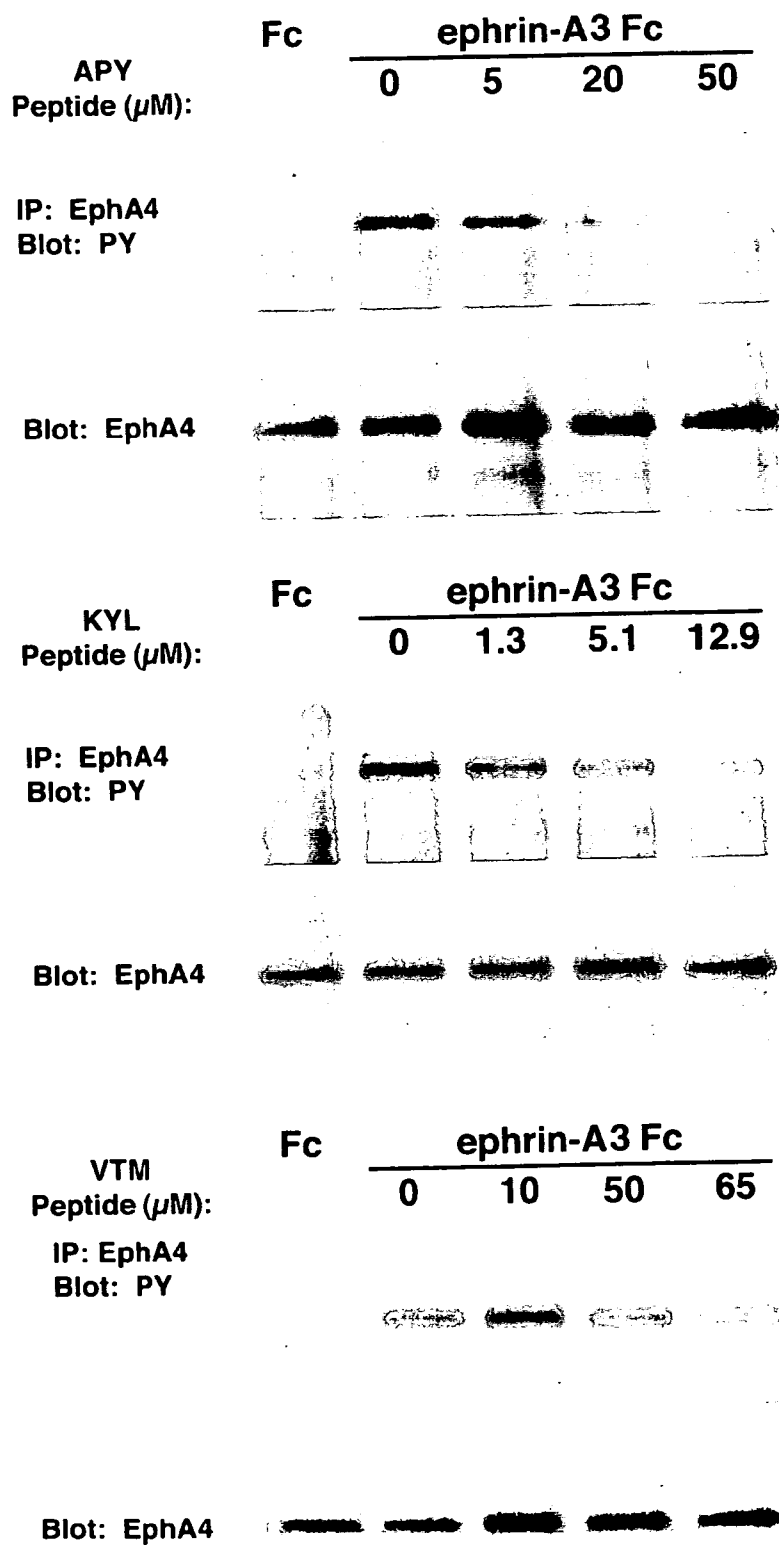 Fc ephrin-A3 Fc
APY
Peptide (μM): 0 5 20 50
IP: EphA4
Blot: PY
Blot: EphA4
Fc ephrin-A3 Fc
KYL
Peptide (μM): 0 1.3 5.1 12.9
IP: EphA4
Blot: PY
Blot: EphA4
Fc ephrin-A3 Fc
VTM
Peptide (μM): 0 10 50 65
IP: EphA4
Blot: PY
Blot: EphA4